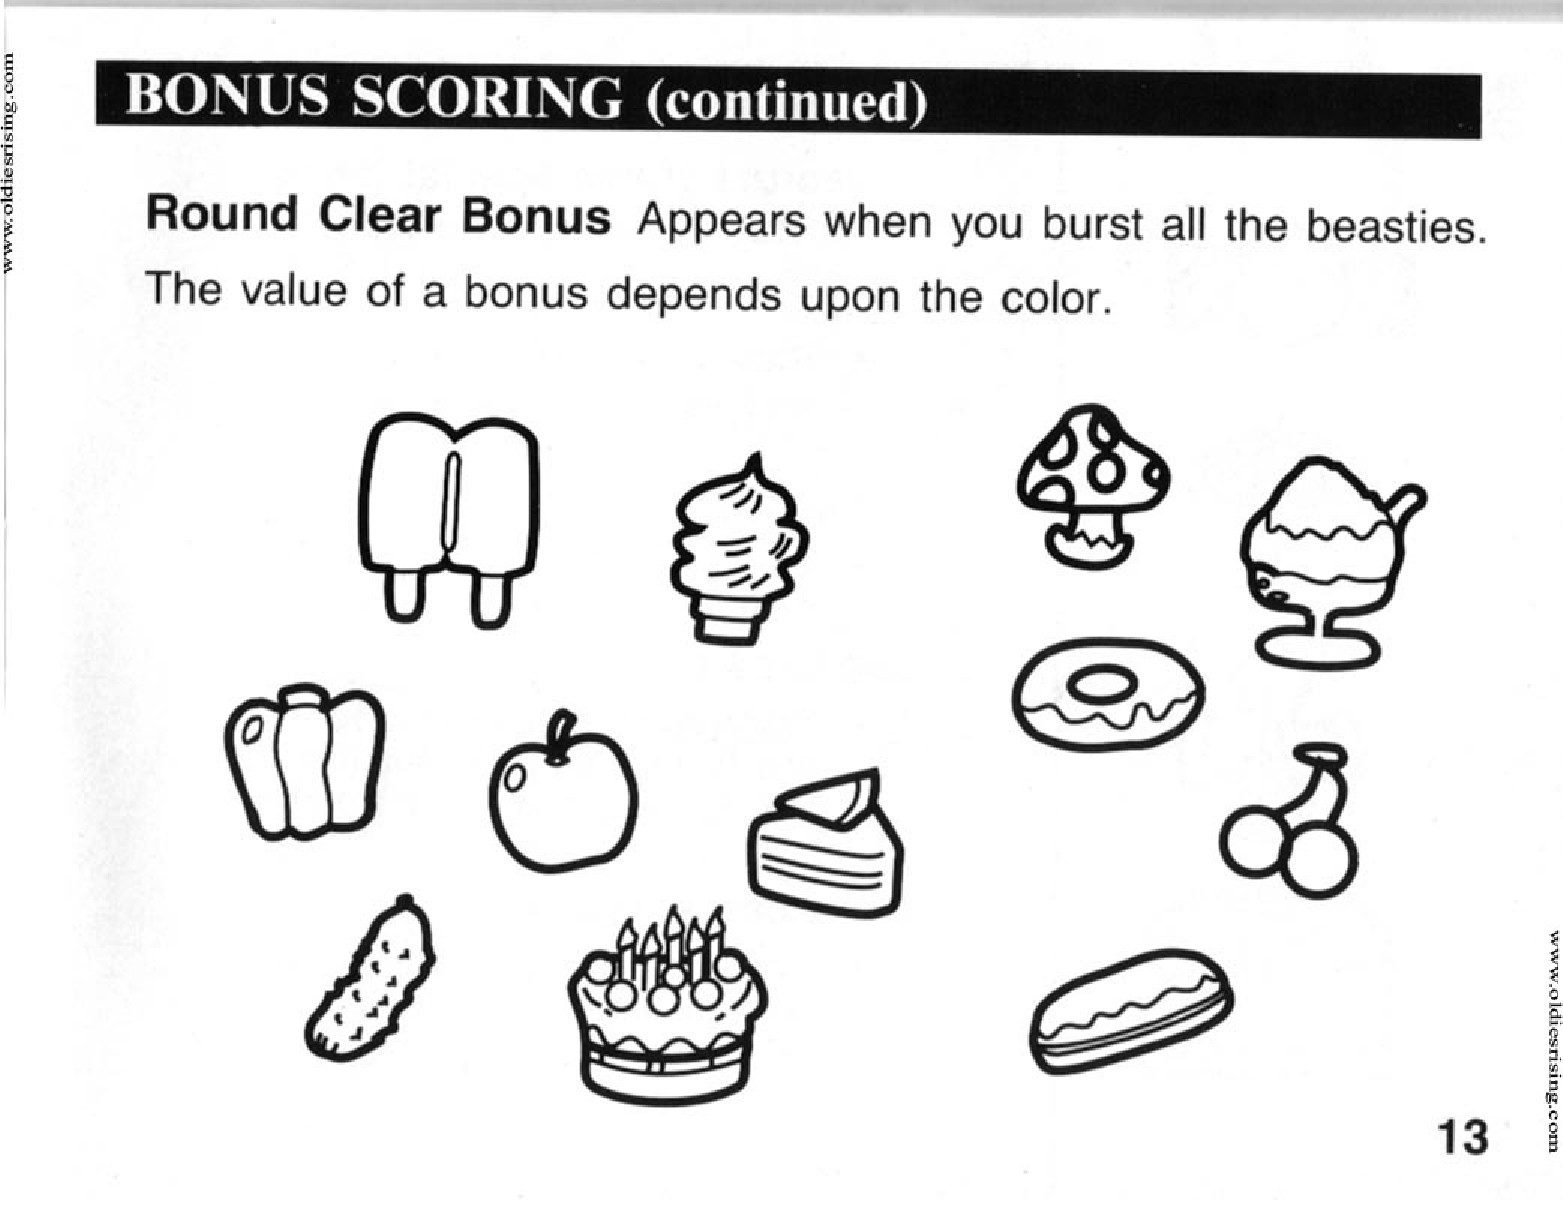 www.oldiesrising.com
BONUS SCORING (continued)
Round Clear Bonus Appears when you burst all the beasties.
The value of a bonus depends upon the color.
www.oldiesrising.com
13